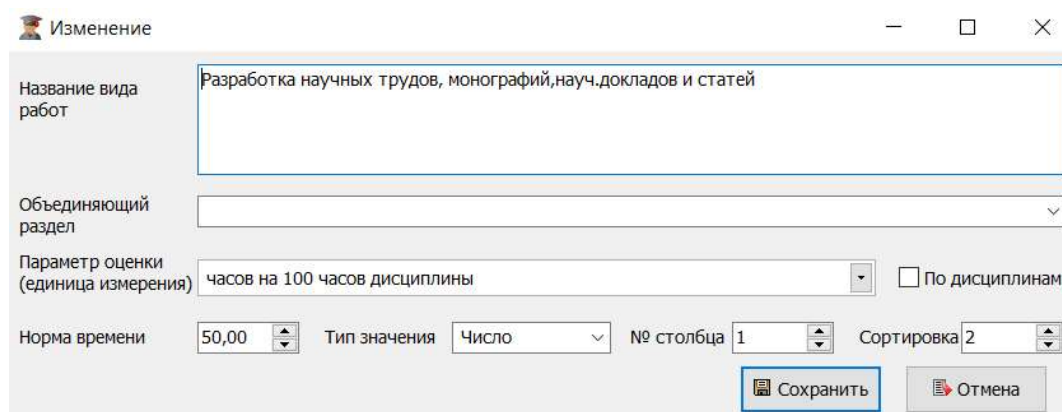 Изменение
Название вида
работ
Разработка научных трудов, монографий,науч.докладов и статей
Объединяющий
раздел
Параметр оценки
(единица измерения)
часов на 100 часов дисциплины
По дисциплинам
Норма времени 50,00 Тип значения Число № столбца 1 Сортировка 2
Сохранить Отмена